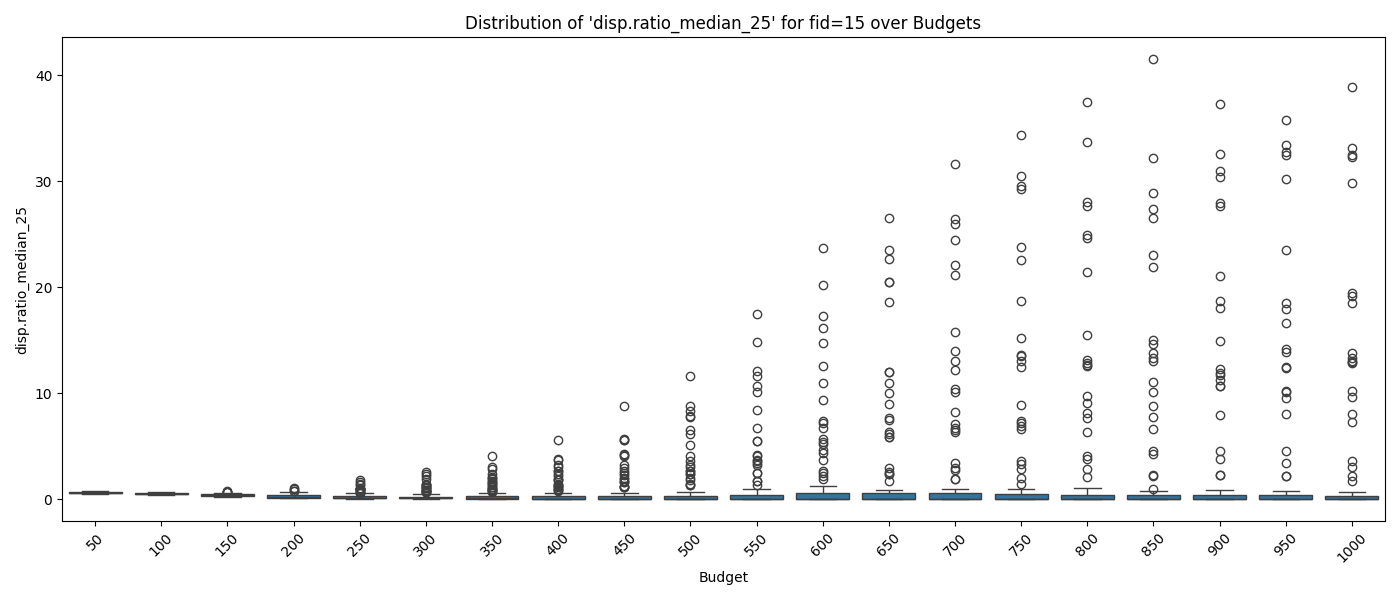 Distribution of 'disp.ratio_median_25' for fid=15 over Budgets
disp.ratio_median_25
40
30
20
10
0
50 100 150 200 250 300 350 400 450 500 550 600 650 700 750 800 850 900 950 1000
Budget